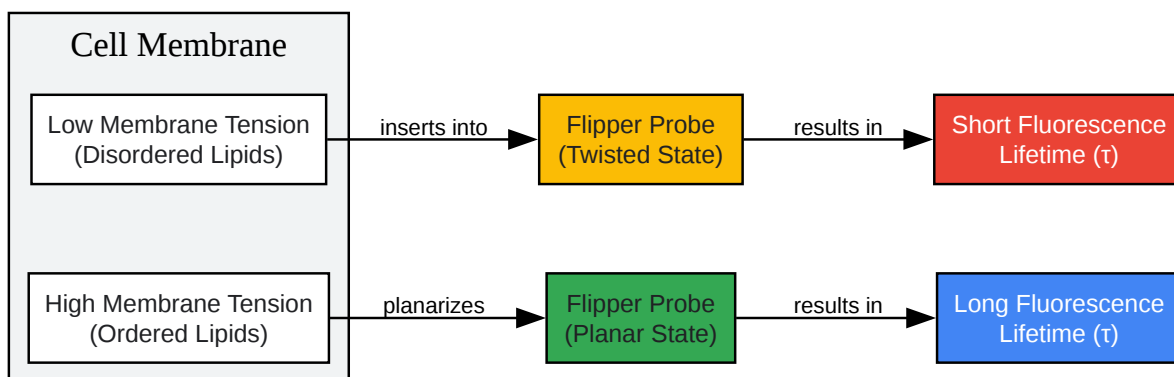 Cell Membrane
Low Membrane Tension
(Disordered Lipids)
inserts into
Flipper Probe
(Twisted State)
results in
Short Fluorescence
Lifetime (τ)
High Membrane Tension
(Ordered Lipids)
planarizes
Flipper Probe
(Planar State)
results in
Long Fluorescence
Lifetime (τ)